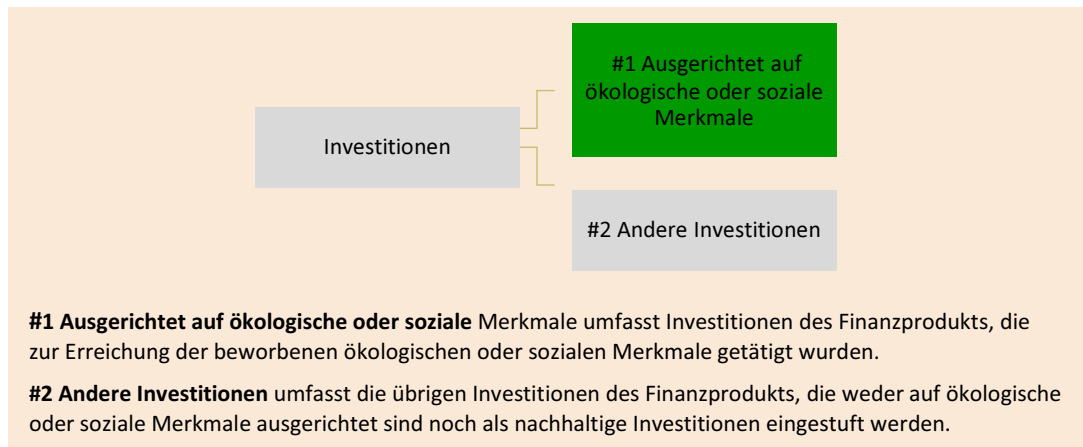 #1 Ausgerichtet auf
ökologische oder soziale
Merkmale
Investitionen
#2 Andere Investitionen
#1 Ausgerichtet auf ökologische oder soziale Merkmale umfasst Investitionen des Finanzprodukts, die
zur Erreichung der beworbenen ökologischen oder sozialen Merkmale getätigt wurden.
#2 Andere Investitionen umfasst die übrigen Investitionen des Finanzprodukts, die weder auf ökologische
oder soziale Merkmale ausgerichtet sind noch als nachhaltige Investitionen eingestuft werden.